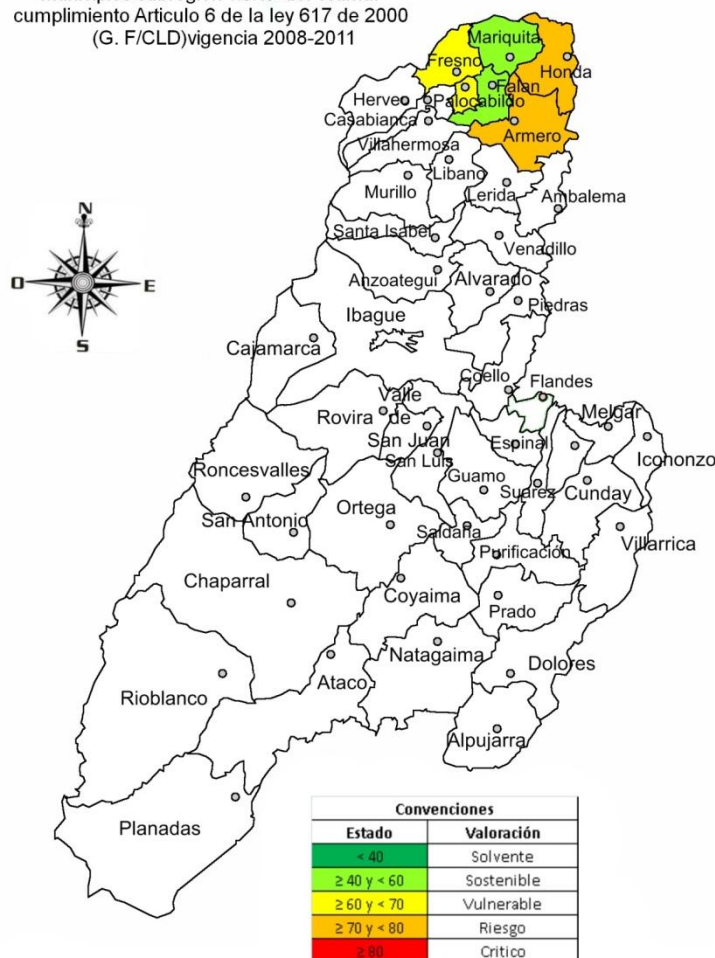 cumplimiento Articulo 6 de la ley 617 de 2000
(G. F/CLD)vigencia 2008-2011
Mariquita
Fresno
Honda
Falan
Herveo
Palocabildo
Casabianca
Armero
Villahermosa
Libano
Murillo
Lerida
Ambalema
N
Santa Isabel
Venadillo
O
E
Anzoategui
Alvarado
Piedras
Ibague
S
Cajamarca
Coello
Flandes
Valle
Rovira
de
Melgar
San Juan
Espinal
Icononzo
San Luis
Roncesvalles
Guamo
Suarez
Cunday
Ortega
San Antonio
Saldaña
Villarrica
Purificación
Chaparral
Coyaima
Prado
Natagaima
Dolores
Rioblanco
Ataco
Alpujarra
Planadas
Convenciones
Estado Valoración
< 40 Solvente
≥ 40 y < 60 Sostenible
≥ 60 y < 70 Vulnerable
≥ 70 y < 80 Riesgo
≥ 80 Critico